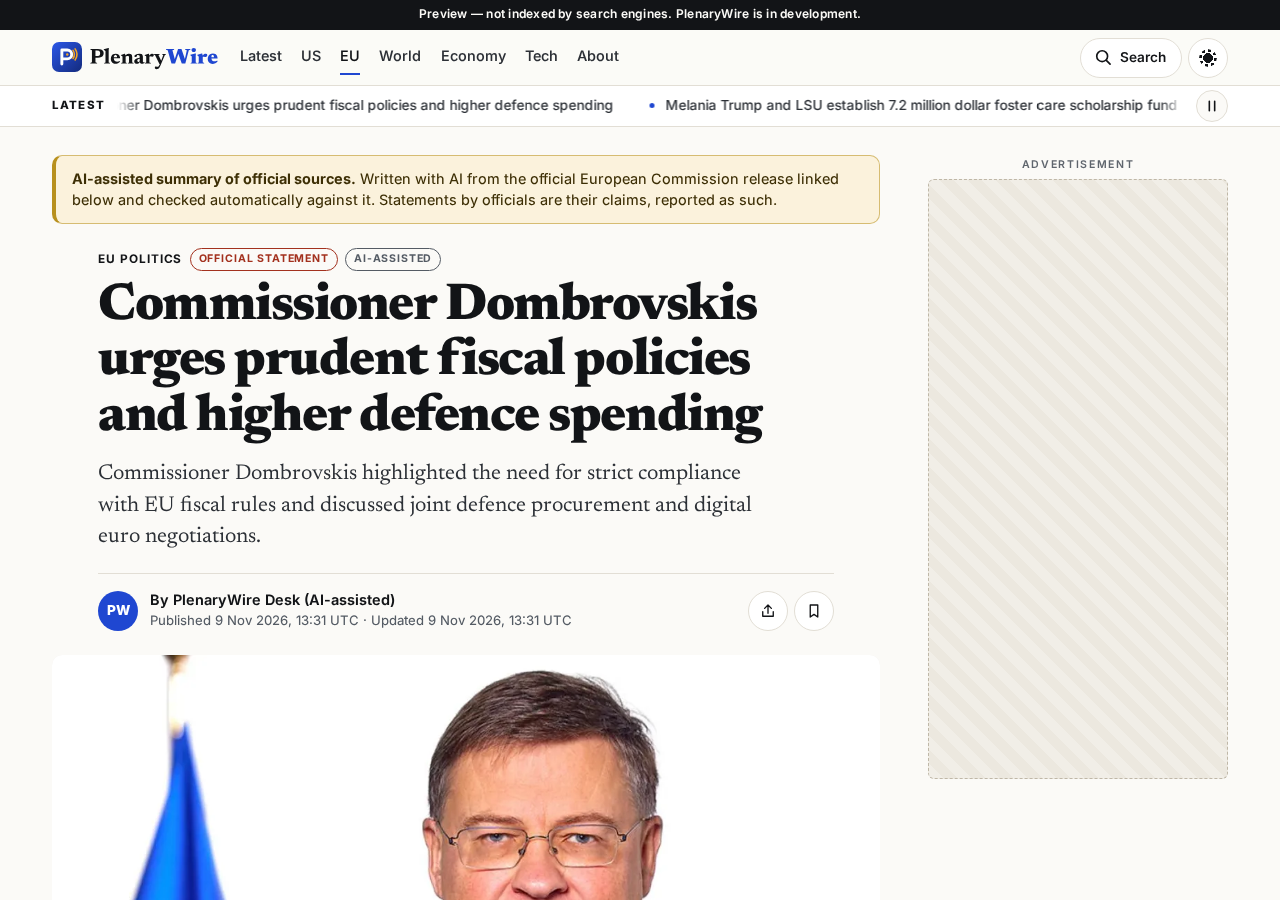 Preview — not indexed by search engines. PlenaryWire is in development.
P PlenaryWire Latest US EU World Economy Tech About Search
LATEST Dombrovskis urges prudent fiscal policies and higher defence spending • Melania Trump and LSU establish 7.2 million dollar foster care scholarship fund
AI-assisted summary of official sources. Written with AI from the official European Commission release linked
below and checked automatically against it. Statements by officials are their claims, reported as such.
ADVERTISEMENT
EU POLITICS OFFICIAL STATEMENT AI-ASSISTED
Commissioner Dombrovskis
urges prudent fiscal policies
and higher defence spending
Commissioner Dombrovskis highlighted the need for strict compliance
with EU fiscal rules and discussed joint defence procurement and digital
euro negotiations.
PW By PlenaryWire Desk (AI-assisted)
Published 9 Nov 2026, 13:31 UTC · Updated 9 Nov 2026, 13:31 UTC